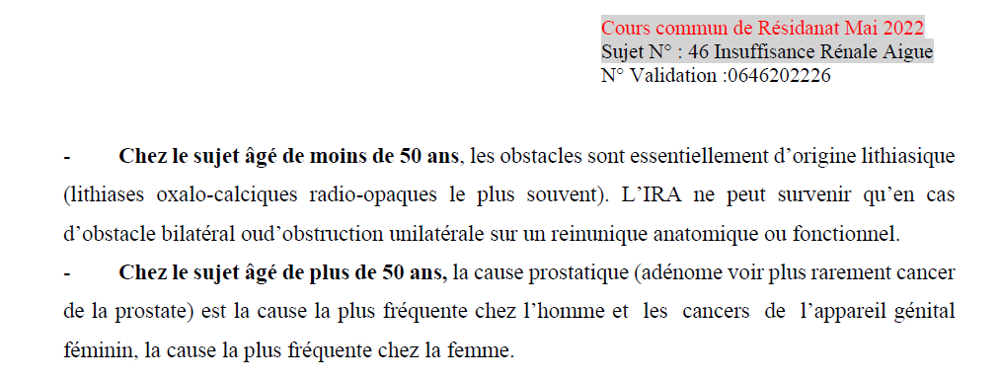 Cours commun de Résidanat Mai 2022
Sujet N° : 46 Insuffisance Rénale Aigue
N° Validation :0646202226
- Chez le sujet âgé de moins de 50 ans, les obstacles sont essentiellement d’origine lithiasique
(lithiases oxalo-calciques radio-opaques le plus souvent). L’IRA ne peut survenir qu’en cas
d’obstacle bilatéral oud’obstruction unilatérale sur un reinunique anatomique ou fonctionnel.
- Chez le sujet âgé de plus de 50 ans, la cause prostatique (adénome voir plus rarement cancer
de la prostate) est la cause la plus fréquente chez l’homme et les cancers de l’appareil génital
féminin, la cause la plus fréquente chez la femme.